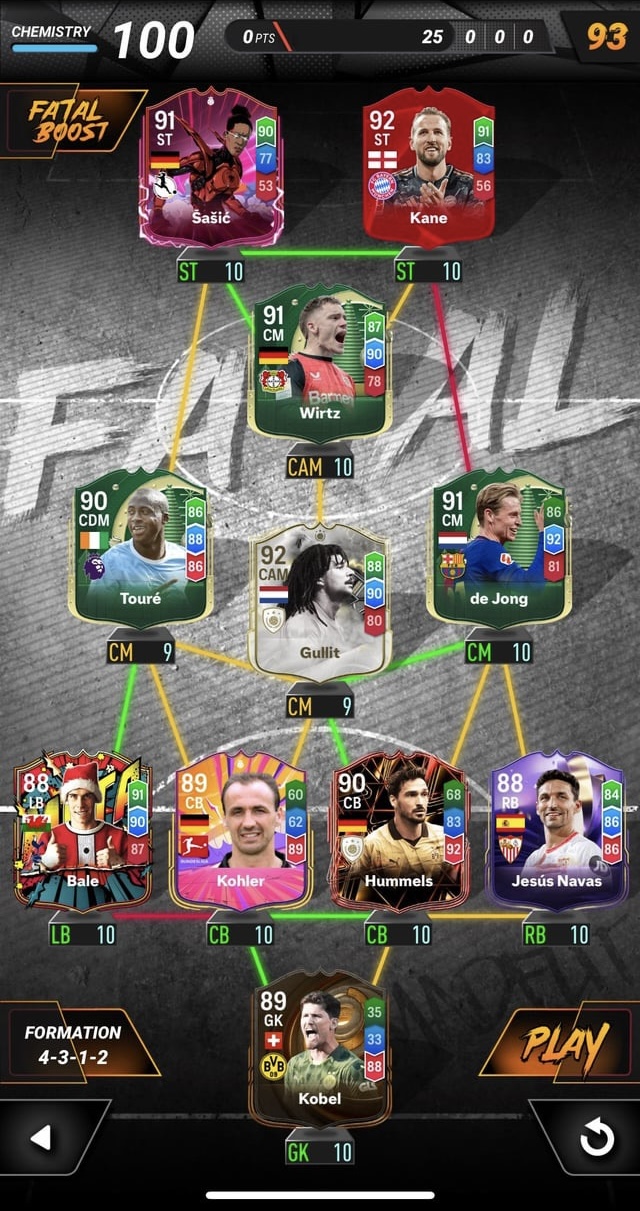 CHEMISTRY 100
0 PTS 25 0 0 0
93
FATAL
BOOST
91
ST
90
77
53
Šašić
ST 10
92
ST
91
83
56
Kane
ST 10
FATAL
91
CM
87
90
78
Wirtz
CAM 10
90
CDM
86
88
86
Touré
CM 9
92
CAM
88
90
80
Gullit
CM 9
91
CM
86
92
81
de Jong
CM 10
88
LB
91
90
87
Bale
LB 10
89
CB
60
62
89
BUNDESLIGA
Kohler
CB 10
90
CB
68
83
92
Hummels
CB 10
88
RB
84
86
86
Jesús Navas
RB 10
89
GK
35
33
88
BVB
09
Kobel
GK 10
FORMATION
4-3-1-2
PLAY